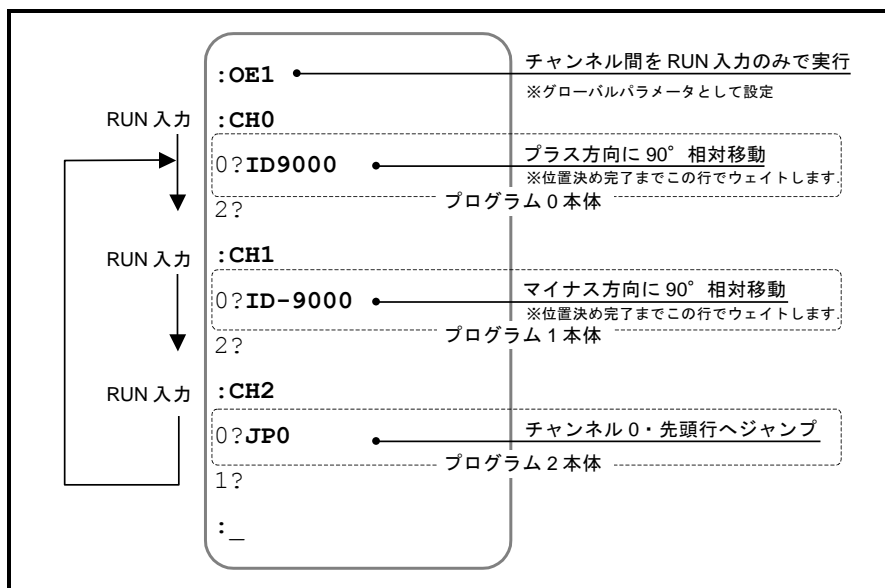 :OE1
チャンネル間を RUN 入力のみで実行
※グローバルパラメータとして設定
RUN 入力
:CH0
0?ID9000
プラス方向に 90° 相対移動
※位置決め完了までこの行でウェイトします.
プログラム 0 本体
2?
RUN 入力
:CH1
0?ID-9000
マイナス方向に 90° 相対移動
※位置決め完了までこの行でウェイトします.
プログラム 1 本体
2?
RUN 入力
:CH2
0?JP0
チャンネル 0・先頭行へジャンプ
プログラム 2 本体
1?
:_